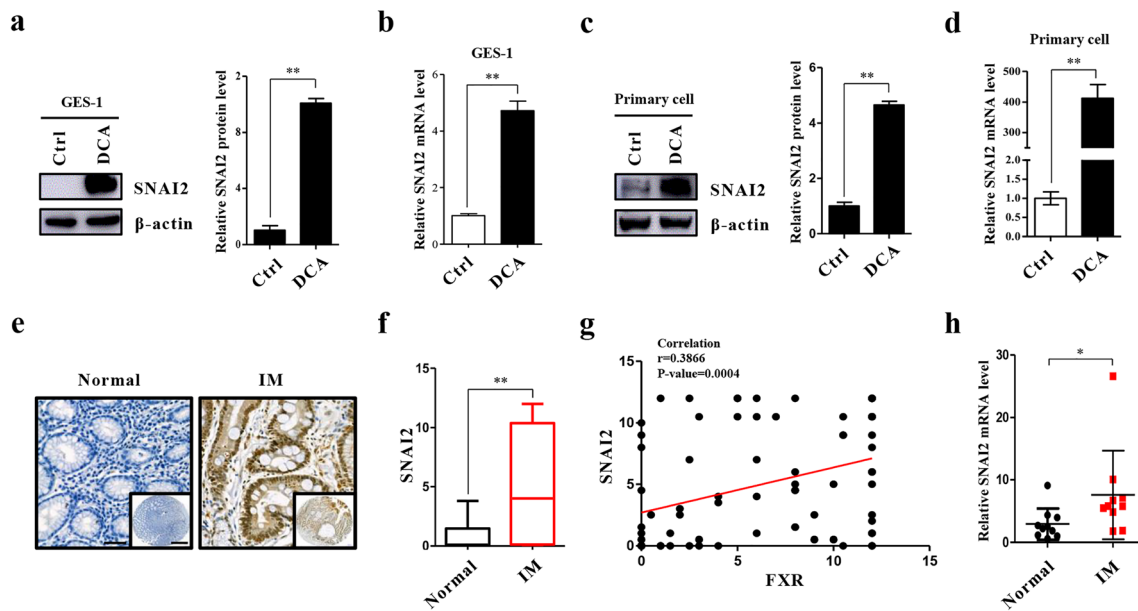 a
GES-1
Ctrl
DCA
SNAI2
β-actin
Relative SNAI2 protein level
**
12
8
4
0
Ctrl
DCA
b
GES-1
Relative SNAI2 mRNA level
**
6
4
2
0
Ctrl
DCA
c
Primary cell
Ctrl
DCA
SNAI2
β-actin
Relative SNAI2 protein level
**
6
4
2
0
Ctrl
DCA
d
Primary cell
Relative SNAI2 mRNA level
**
500
400
300
200
2.0
1.5
1.0
0.5
0.0
Ctrl
DCA
e
Normal
IM
f
SNAI2
**
15
10
5
0
Normal
IM
g
Correlation
r=0.3866
P-value=0.0004
SNAI2
15
10
5
0
0
5
10
15
FXR
h
Relative SNAI2 mRNA level
*
30
20
10
0
Normal
IM